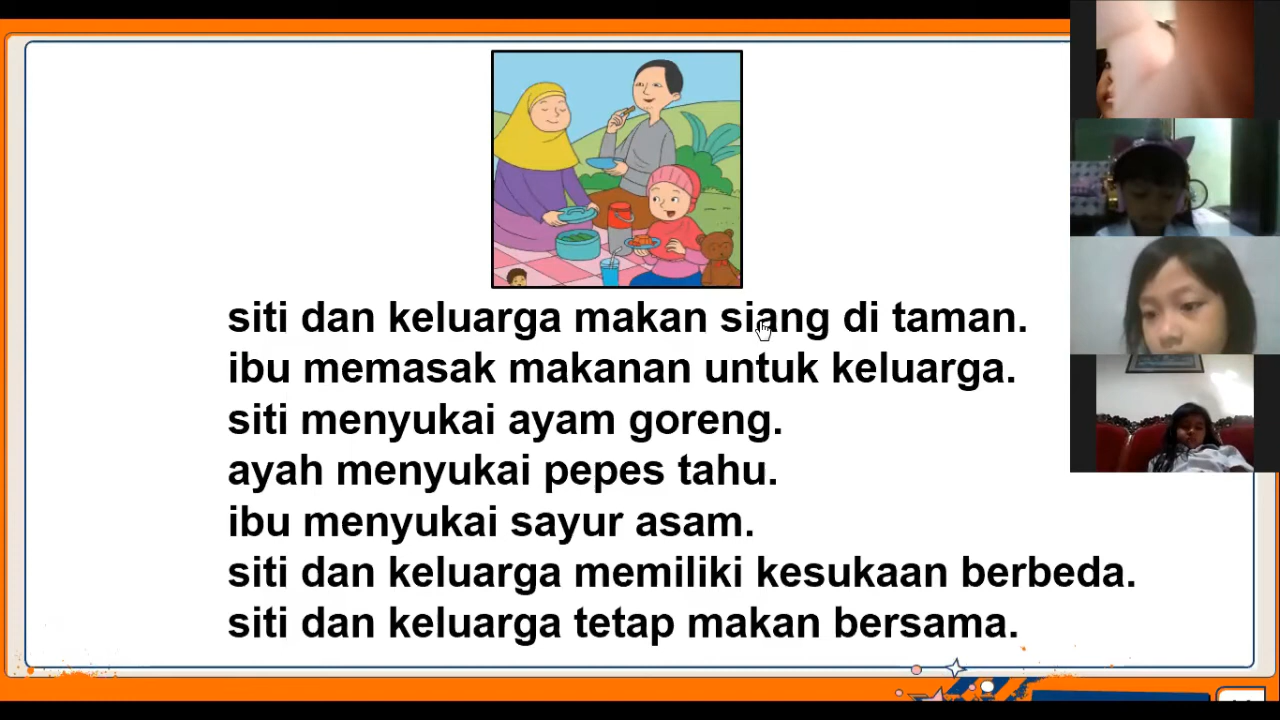 siti dan keluarga makan siang di taman.
ibu memasak makanan untuk keluarga.
siti menyukai ayam goreng.
ayah menyukai pepes tahu.
ibu menyukai sayur asam.
siti dan keluarga memiliki kesukaan berbeda.
siti dan keluarga tetap makan bersama.